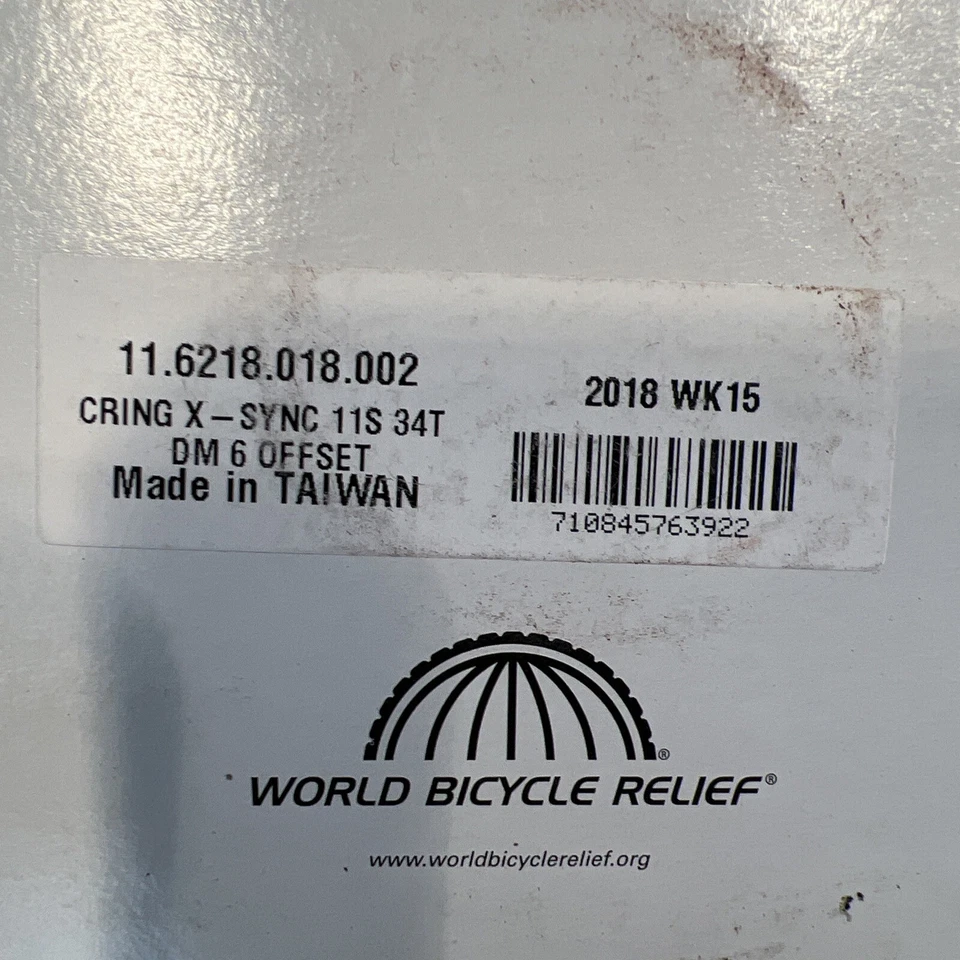 11.6218.018.002
CRING X-SYNC 11S 34T
DM 6 OFFSET
Made in TAIWAN
2018 WK15
710845763922
®
WORLD BICYCLE RELIEF®
www.worldbicyclerelief.org